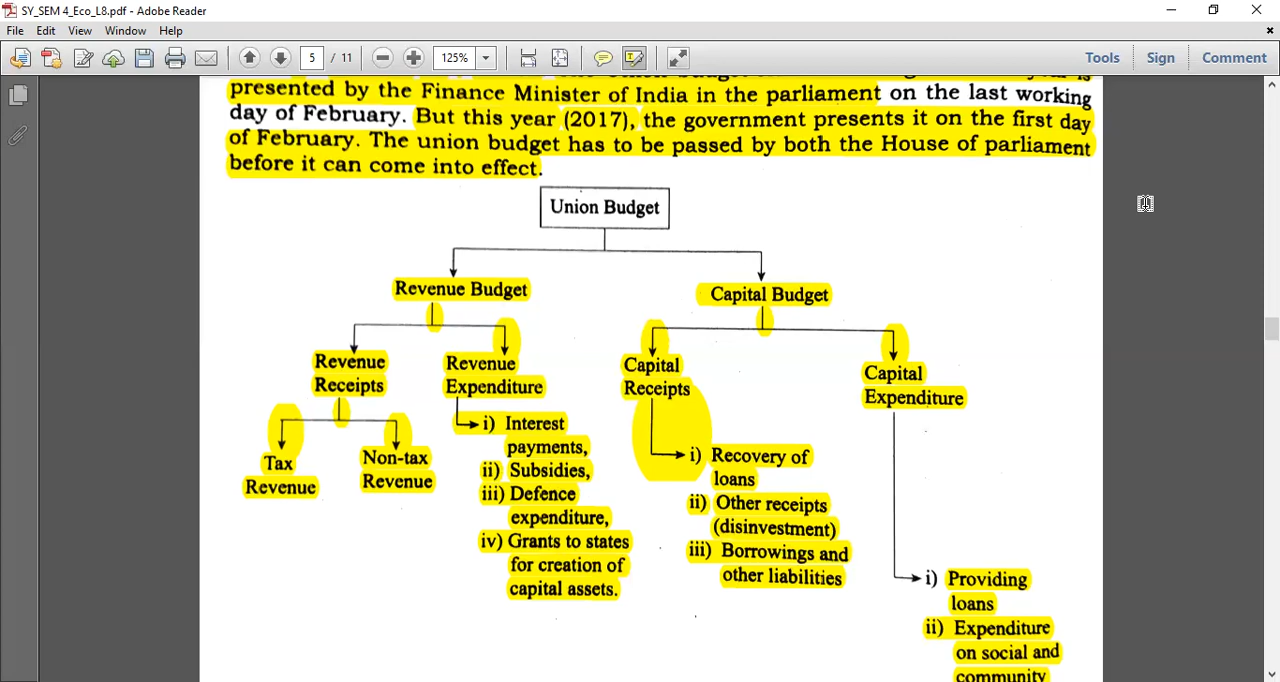 SY_SEM 4_Eco_L8.pdf - Adobe Reader
File Edit View Window Help
5 / 11 125% Tools Sign Comment
presented by the Finance Minister of India in the parliament on the last working
day of February. But this year (2017), the government presents it on the first day
of February. The union budget has to be passed by both the House of parliament
before it can come into effect.
Union Budget
Revenue Budget
Capital Budget
Revenue
Receipts
Revenue
Expenditure
Capital
Receipts
Capital
Expenditure
Tax
Revenue
Non-tax
Revenue
i) Interest
payments,
ii) Subsidies,
iii) Defence
expenditure,
iv) Grants to states
for creation of
capital assets.
i) Recovery of
loans
ii) Other receipts
(disinvestment)
iii) Borrowings and
other liabilities
i) Providing
loans
ii) Expenditure
on social and
community